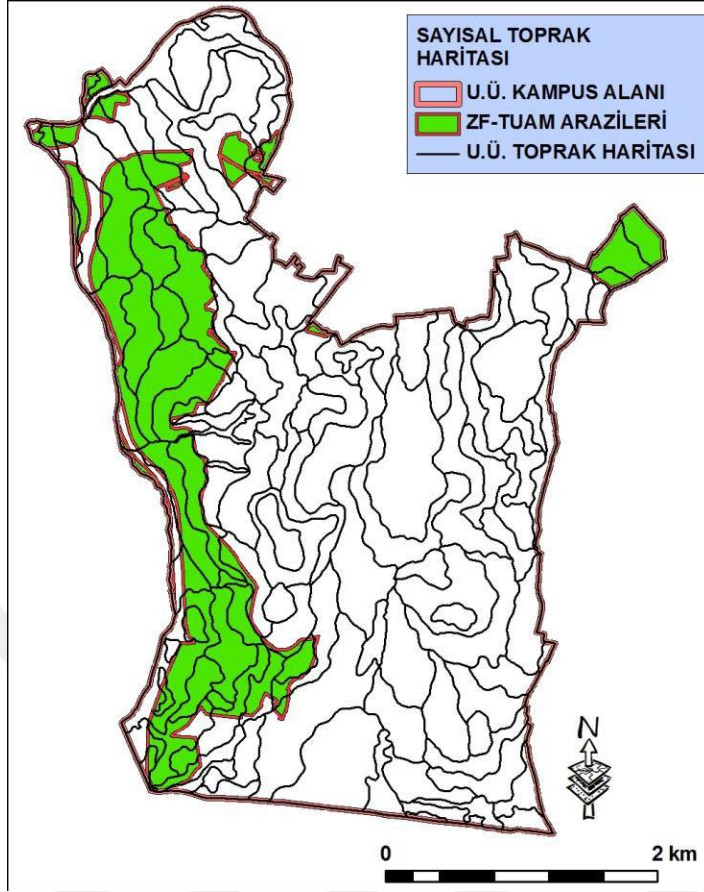 SAYISAL TOPRAK
HARİTASI
U.Ü. KAMPUS ALANI
ZF-TUAM ARAZİLERİ
U.Ü. TOPRAK HARİTASI
N
0 2 km